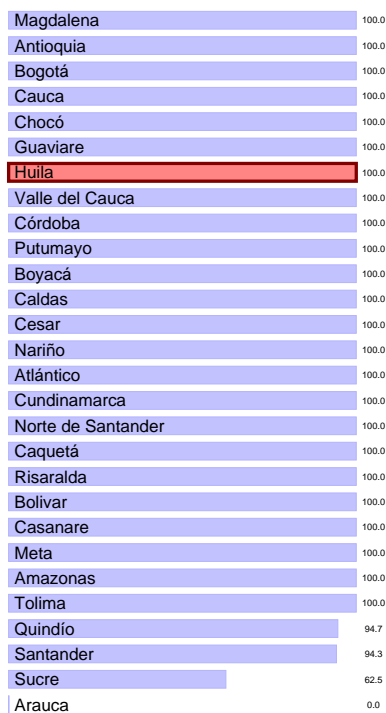 Magdalena 100.0
Antioquia 100.0
Bogotá 100.0
Cauca 100.0
Chocó 100.0
Guaviare 100.0
Huila 100.0
Valle del Cauca 100.0
Córdoba 100.0
Putumayo 100.0
Boyacá 100.0
Caldas 100.0
Cesar 100.0
Nariño 100.0
Atlántico 100.0
Cundinamarca 100.0
Norte de Santander 100.0
Caquetá 100.0
Risaralda 100.0
Bolivar 100.0
Casanare 100.0
Meta 100.0
Amazonas 100.0
Tolima 100.0
Quindío 94.7
Santander 94.3
Sucre 62.5
Arauca 0.0